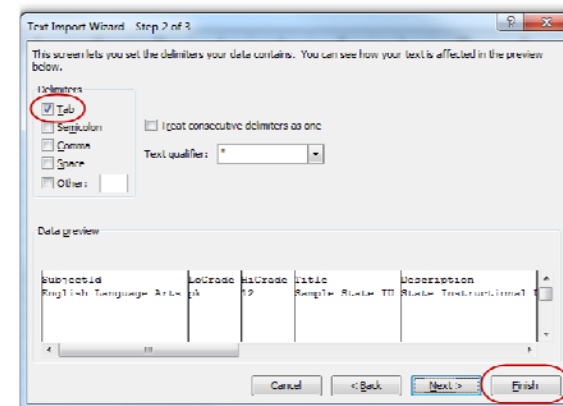 Text Import Wizard - Step 2 of 3
This screen lets you set the delimiters your data contains. You can see how your text is affected in the preview
below.
Delimiters
Tab
Semicolon
Comma
Space
Other:
Treat consecutive delimiters as one
Text qualifier: "
Data preview
SubjectId LoGrade HiGrade Title Description
English Language Arts pk 12 Sample State IU State Instructional
Cancel < Back Next > Finish